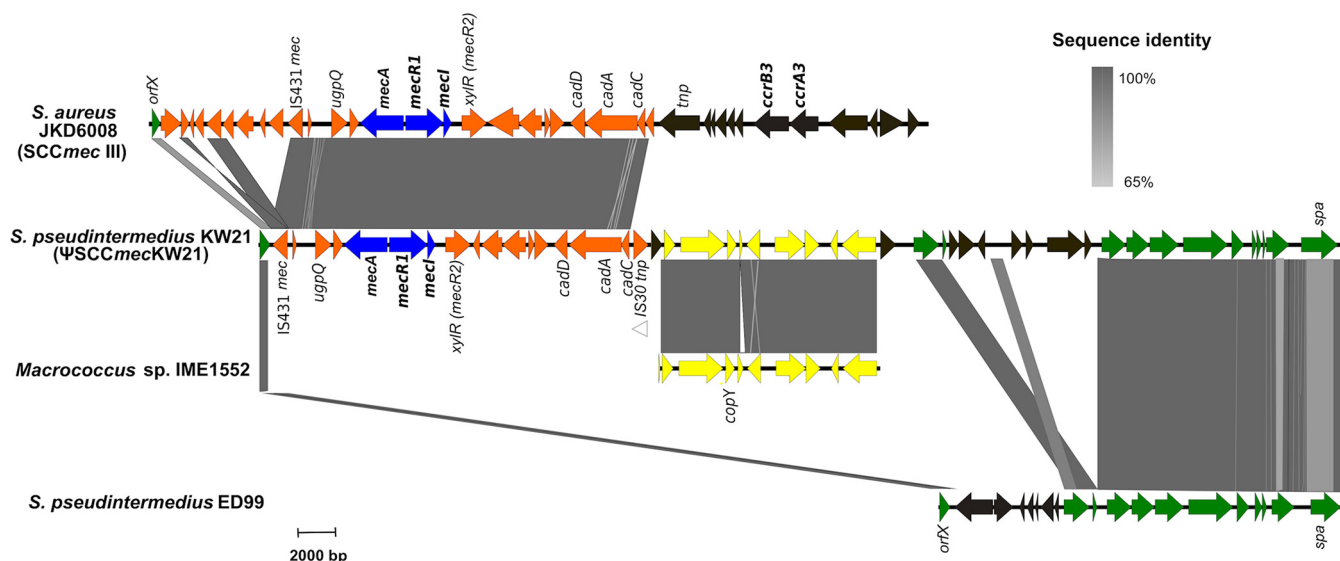 Sequence identity
100%
65%
orfX
IS431 mec
ugpQ
mecA
mecR1
mecI
xylR (mecR2)
cadD
cadA
cadC
tnp
ccrB3
ccrA3
S. aureus
JKD6008
(SCCmec III)
S. pseudintermedius KW21
(ΨSCCmecKW21)
spa
IS431 mec
ugpQ
mecA
mecR1
mecI
xylR (mecR2)
cadD
cadA
cadC
△ IS30 tnp
Macrococcus sp. IME1552
copY
S. pseudintermedius ED99
orfX
spa
2000 bp